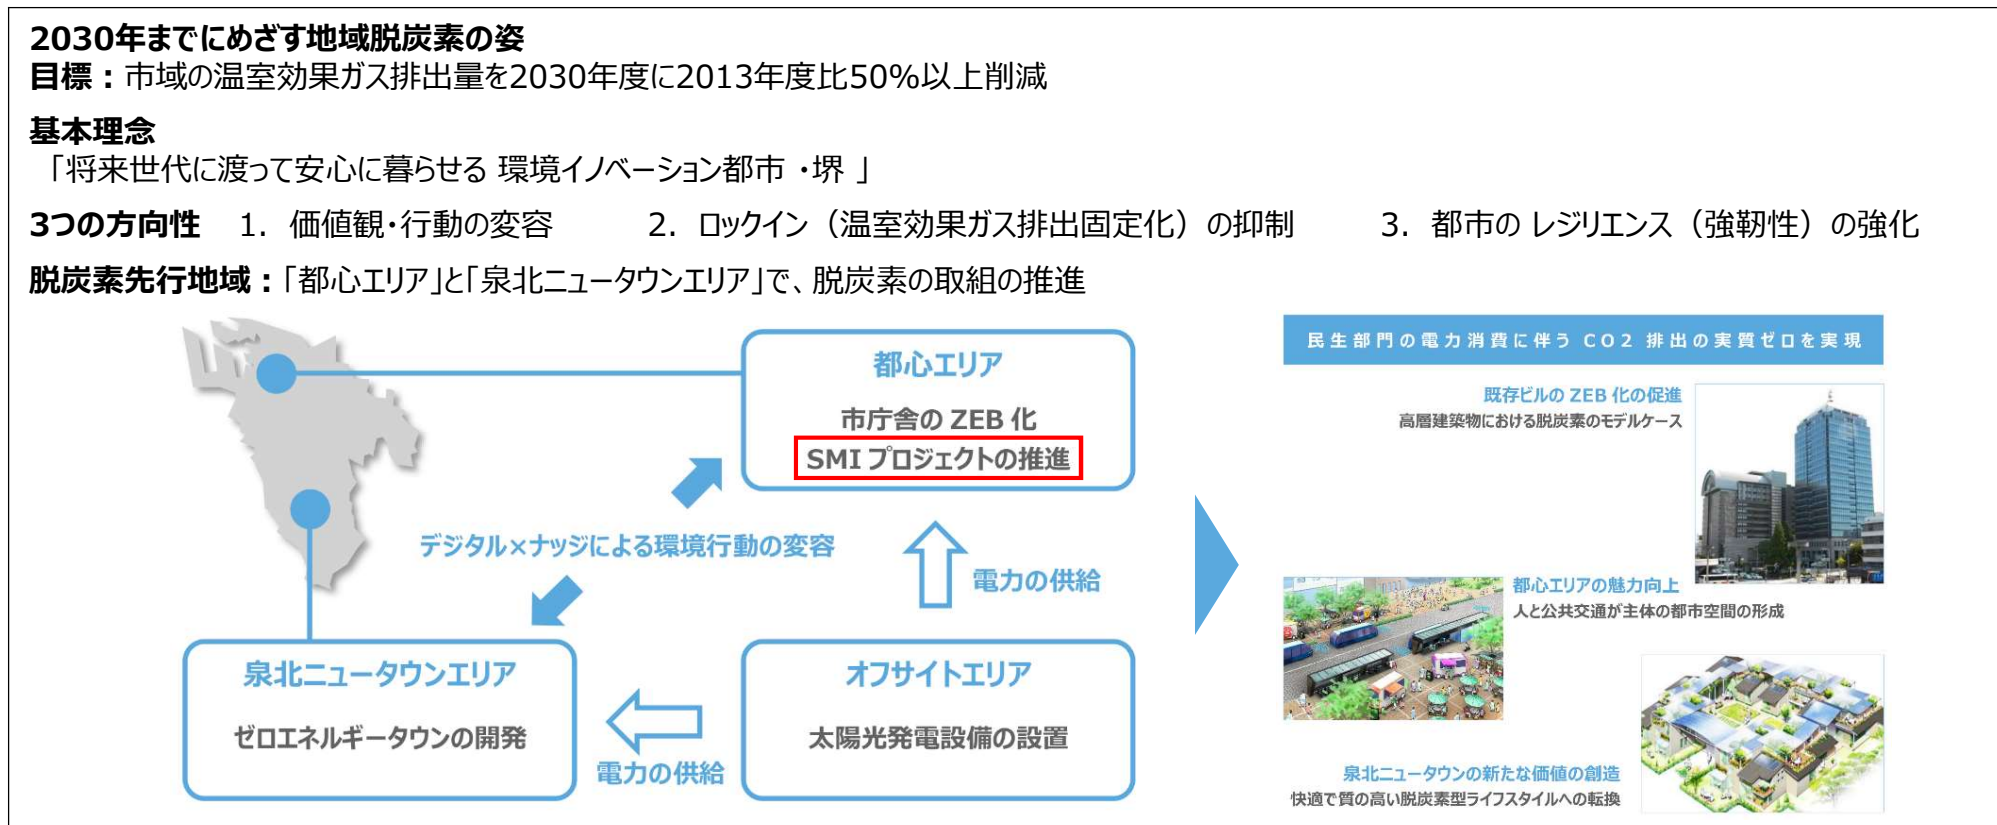 2030年までにめざす地域脱炭素の姿
目標：市域の温室効果ガス排出量を2030年度に2013年度比50%以上削減
基本理念
「将来世代に渡って安心に暮らせる 環境イノベーション都市 ・堺 」
3つの方向性 1. 価値観・行動の変容 2. ロックイン（温室効果ガス排出固定化）の抑制 3. 都市の レジリエンス（強靭性）の強化
脱炭素先行地域：「都心エリア」と「泉北ニュータウンエリア」で、脱炭素の取組の推進
都心エリア
市庁舎の ZEB 化
SMI プロジェクトの推進
デジタル×ナッジによる環境行動の変容
電力の供給
泉北ニュータウンエリア
ゼロエネルギータウンの開発
電力の供給
オフサイトエリア
太陽光発電設備の設置
民生部門の電力消費に伴う CO2 排出の実質ゼロを実現
既存ビルの ZEB 化の促進
高層建築物における脱炭素のモデルケース
都心エリアの魅力向上
人と公共交通が主体の都市空間の形成
泉北ニュータウンの新たな価値の創造
快適で質の高い脱炭素型ライフスタイルへの転換